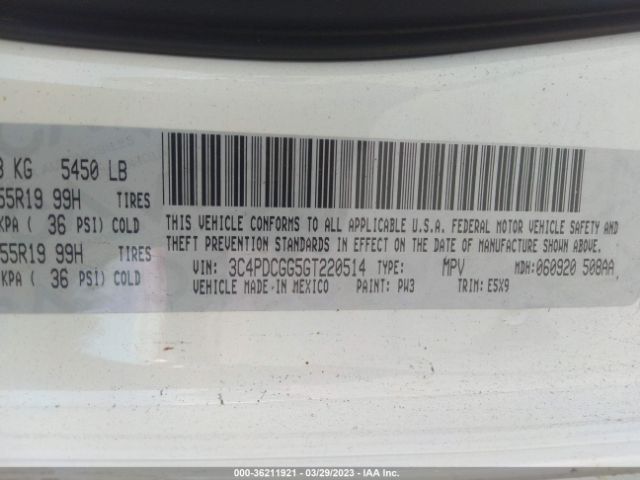 KG 5450 LB
55R19 99H TIRES
KPA ( 36 PSI) COLD
55R19 99H TIRES
KPA ( 36 PSI) COLD
THIS VEHICLE CONFORMS TO ALL APPLICABLE U.S.A. FEDERAL MOTOR VEHICLE SAFETY AND
THEFT PREVENTION STANDARDS IN EFFECT ON THE DATE OF MANUFACTURE SHOWN ABOVE.
VIN: 3C4PDCGG5GT220514 TYPE: MPV MDH: 060920 508AA
VEHICLE MADE IN MEXICO PAINT: PW3 TRIM: E5X9
000-36211921 | 03/29/2023 - IAA Inc.